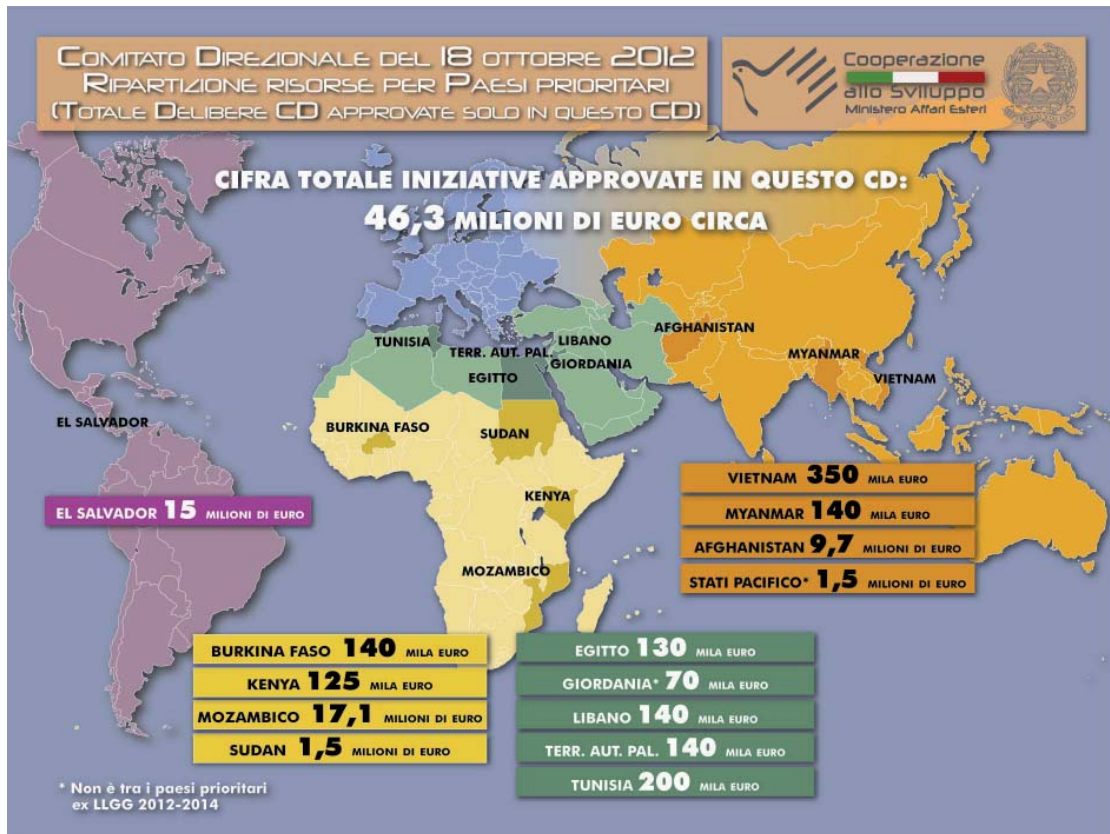 COMITATO DIREZIONALE DEL 18 OTTOBRE 2012
RIPARTIZIONE RISORSE PER PAESI PRIORITARI
(TOTALE DELIBERE CD APPROVATE SOLO IN QUESTO CD)
Cooperazione
allo Sviluppo
Ministero Affari Esteri
CIFRA TOTALE INIZIATIVE APPROVATE IN QUESTO CD:
46,3 MILIONI DI EURO CIRCA
TUNISIA
TERR. AUT. PAL.
EGITTO
LIBANO
GIORDANIA
AFGHANISTAN
MYANMAR
VIETNAM
EL SALVADOR
BURKINA FASO
SUDAN
KENYA
MOZAMBICO
EL SALVADOR 15 MILIONI DI EURO
VIETNAM 350 MILA EURO
MYANMAR 140 MILA EURO
AFGHANISTAN 9,7 MILIONI DI EURO
STATI PACIFICO* 1,5 MILIONI DI EURO
BURKINA FASO 140 MILA EURO
KENYA 125 MILA EURO
MOZAMBICO 17,1 MILIONI DI EURO
SUDAN 1,5 MILIONI DI EURO
EGITTO 130 MILA EURO
GIORDANIA* 70 MILA EURO
LIBANO 140 MILA EURO
TERR. AUT. PAL. 140 MILA EURO
TUNISIA 200 MILA EURO
* Non è tra i paesi prioritari
ex LLGG 2012-2014